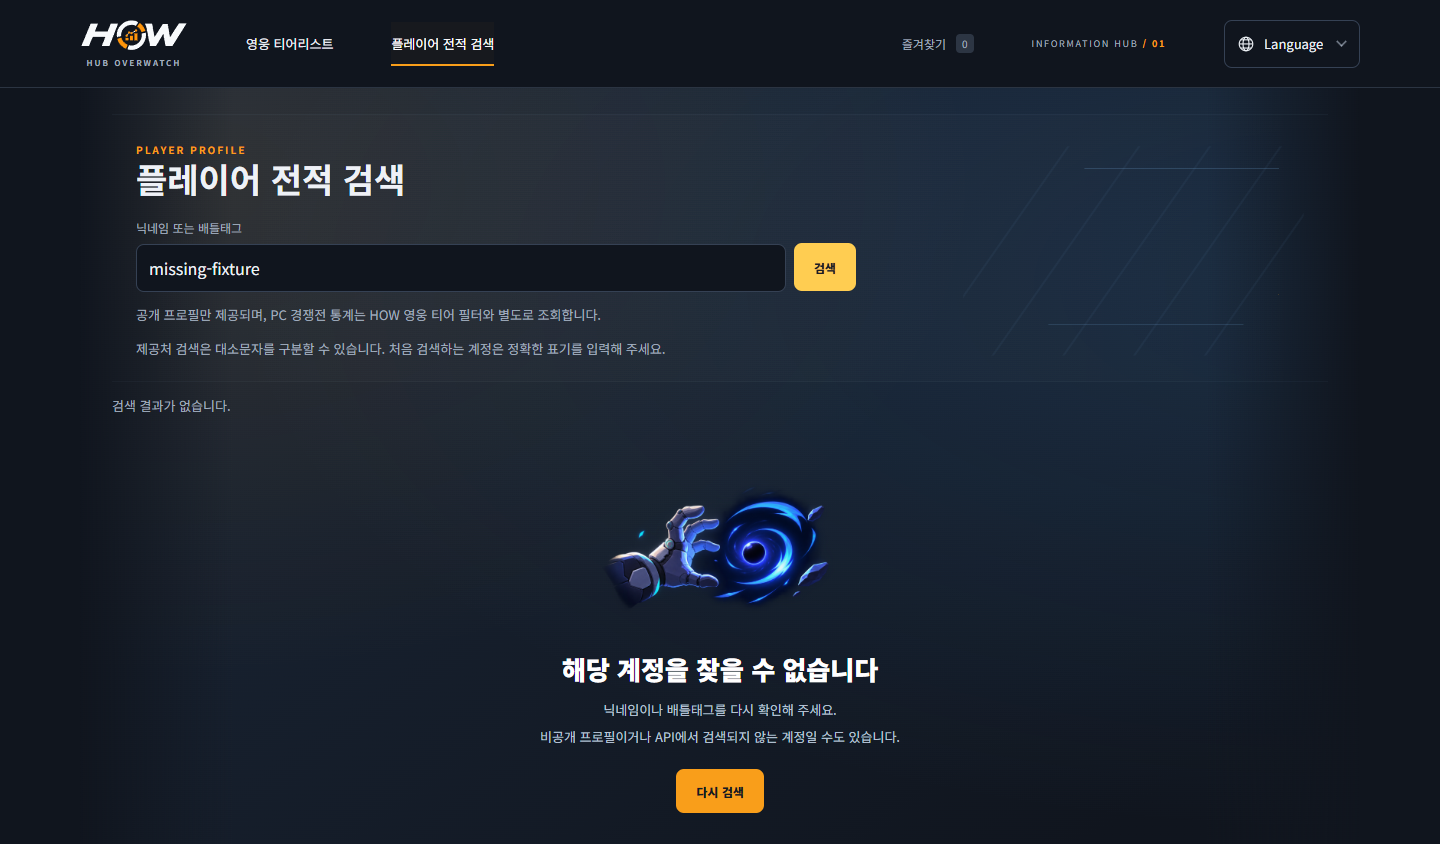 HOW
HUB OVERWATCH
영웅 티어리스트
플레이어 전적 검색
즐겨찾기 0
INFORMATION HUB / 01
Language
PLAYER PROFILE
플레이어 전적 검색
닉네임 또는 배틀태그
missing-fixture
검색
공개 프로필만 제공되며, PC 경쟁전 통계는 HOW 영웅 티어 필터와 별도로 조회합니다.
제공처 검색은 대소문자를 구분할 수 있습니다. 처음 검색하는 계정은 정확한 표기를 입력해 주세요.
검색 결과가 없습니다.
해당 계정을 찾을 수 없습니다
닉네임이나 배틀태그를 다시 확인해 주세요.
비공개 프로필이거나 API에서 검색되지 않는 계정일 수도 있습니다.
다시 검색